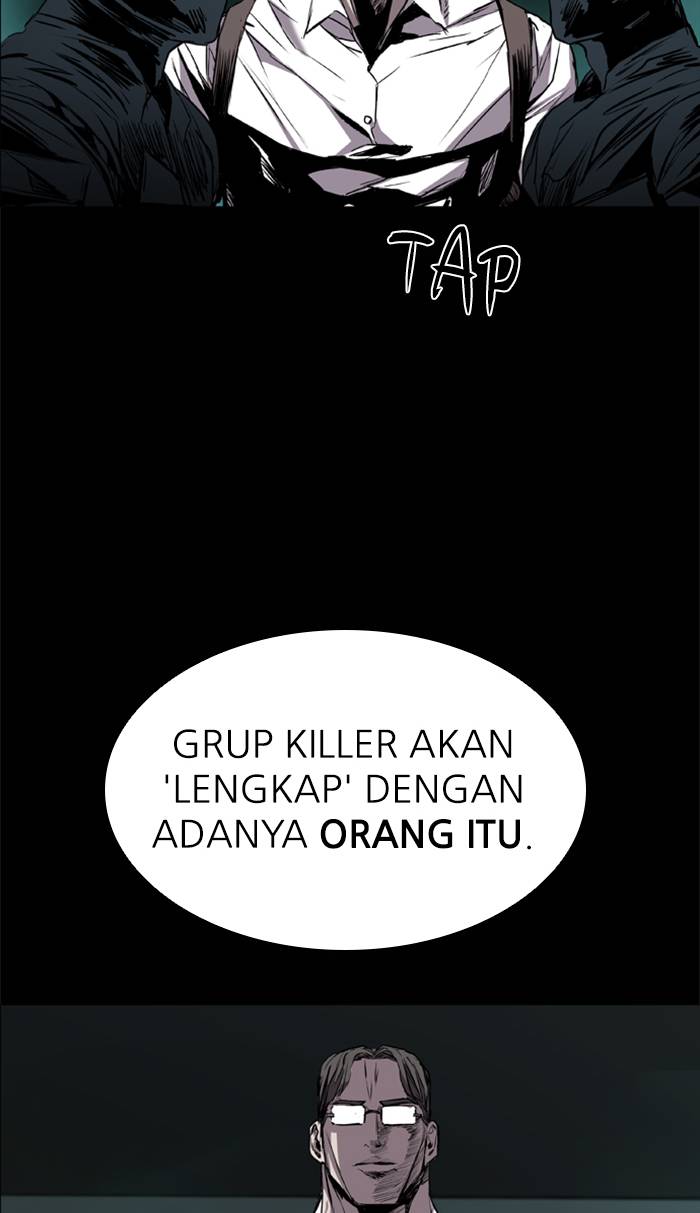 TAP
GRUP KILLER AKAN
'LENGKAP' DENGAN
ADANYA ORANG ITU.